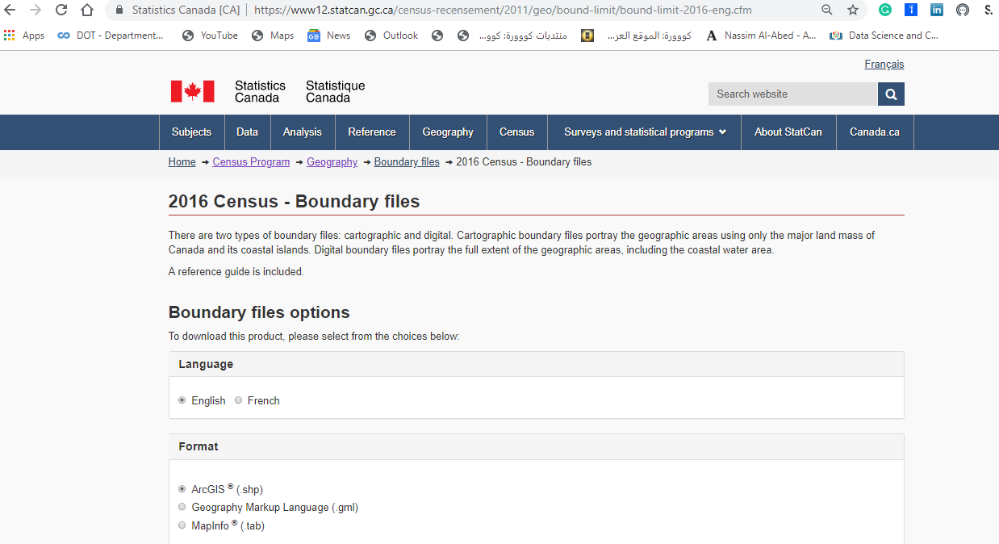 Statistics Canada [CA] | https://www12.statcan.gc.ca/census-recensement/2011/geo/bound-limit/bound-limit-2016-eng.cfm
Apps DOT - Department... YouTube Maps GE News Outlook منتديات كووورة: كوو... كووورة: الموقع العر... A Nassim Al-Abed - A... Data Science and C...
Français
Statistics Canada
Statistique Canada
Search website
Subjects Data Analysis Reference Geography Census Surveys and statistical programs About StatCan Canada.ca
Home → Census Program → Geography → Boundary files → 2016 Census - Boundary files
2016 Census - Boundary files
There are two types of boundary files: cartographic and digital. Cartographic boundary files portray the geographic areas using only the major land mass of
Canada and its coastal islands. Digital boundary files portray the full extent of the geographic areas, including the coastal water area.
A reference guide is included.
Boundary files options
To download this product, please select from the choices below:
Language
English French
Format
ArcGIS ® (.shp)
Geography Markup Language (.gml)
MapInfo ® (.tab)